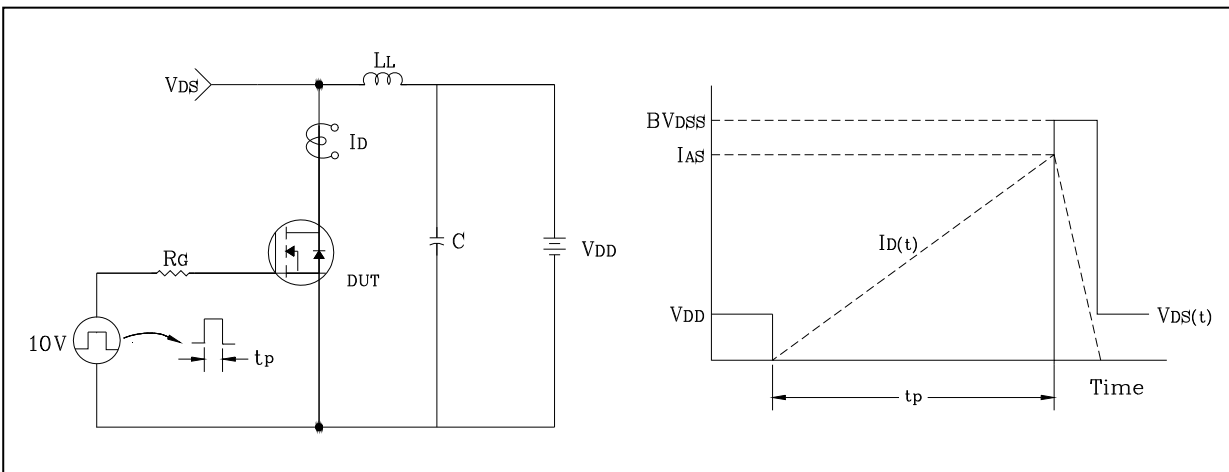 VDS
LL
ID
C
VDD
RG
DUT
10V
tp
BVDSS
IAS
ID(t)
VDD
VDS(t)
Time
tp